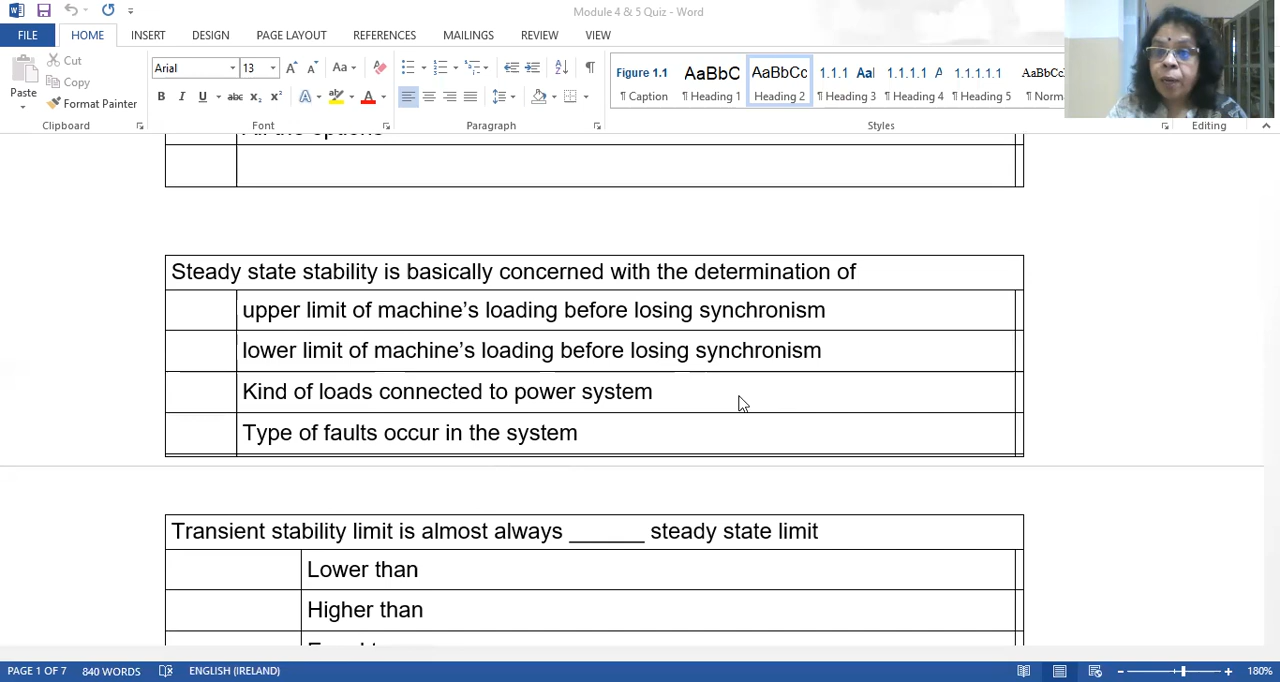 Module 4 & 5 Quiz - Word
FILE HOME INSERT DESIGN PAGE LAYOUT REFERENCES MAILINGS REVIEW VIEW
Cut
Copy
Format Painter
Paste
Clipboard
Arial 13
Font
Paragraph
Figure 1.1 AaBbC AaBbCc 1.1.1 Aal 1.1.1.1 A 1.1.1.1.1 AaBbCc
¶ Caption ¶ Heading 1 Heading 2 ¶ Heading 3 ¶ Heading 4 ¶ Heading 5 ¶ Norm
Styles
Editing
All the options
Steady state stability is basically concerned with the determination of
upper limit of machine’s loading before losing synchronism
lower limit of machine’s loading before losing synchronism
Kind of loads connected to power system
Type of faults occur in the system
Transient stability limit is almost always ______ steady state limit
Lower than
Higher than
PAGE 1 OF 7 840 WORDS ENGLISH (IRELAND) 180%